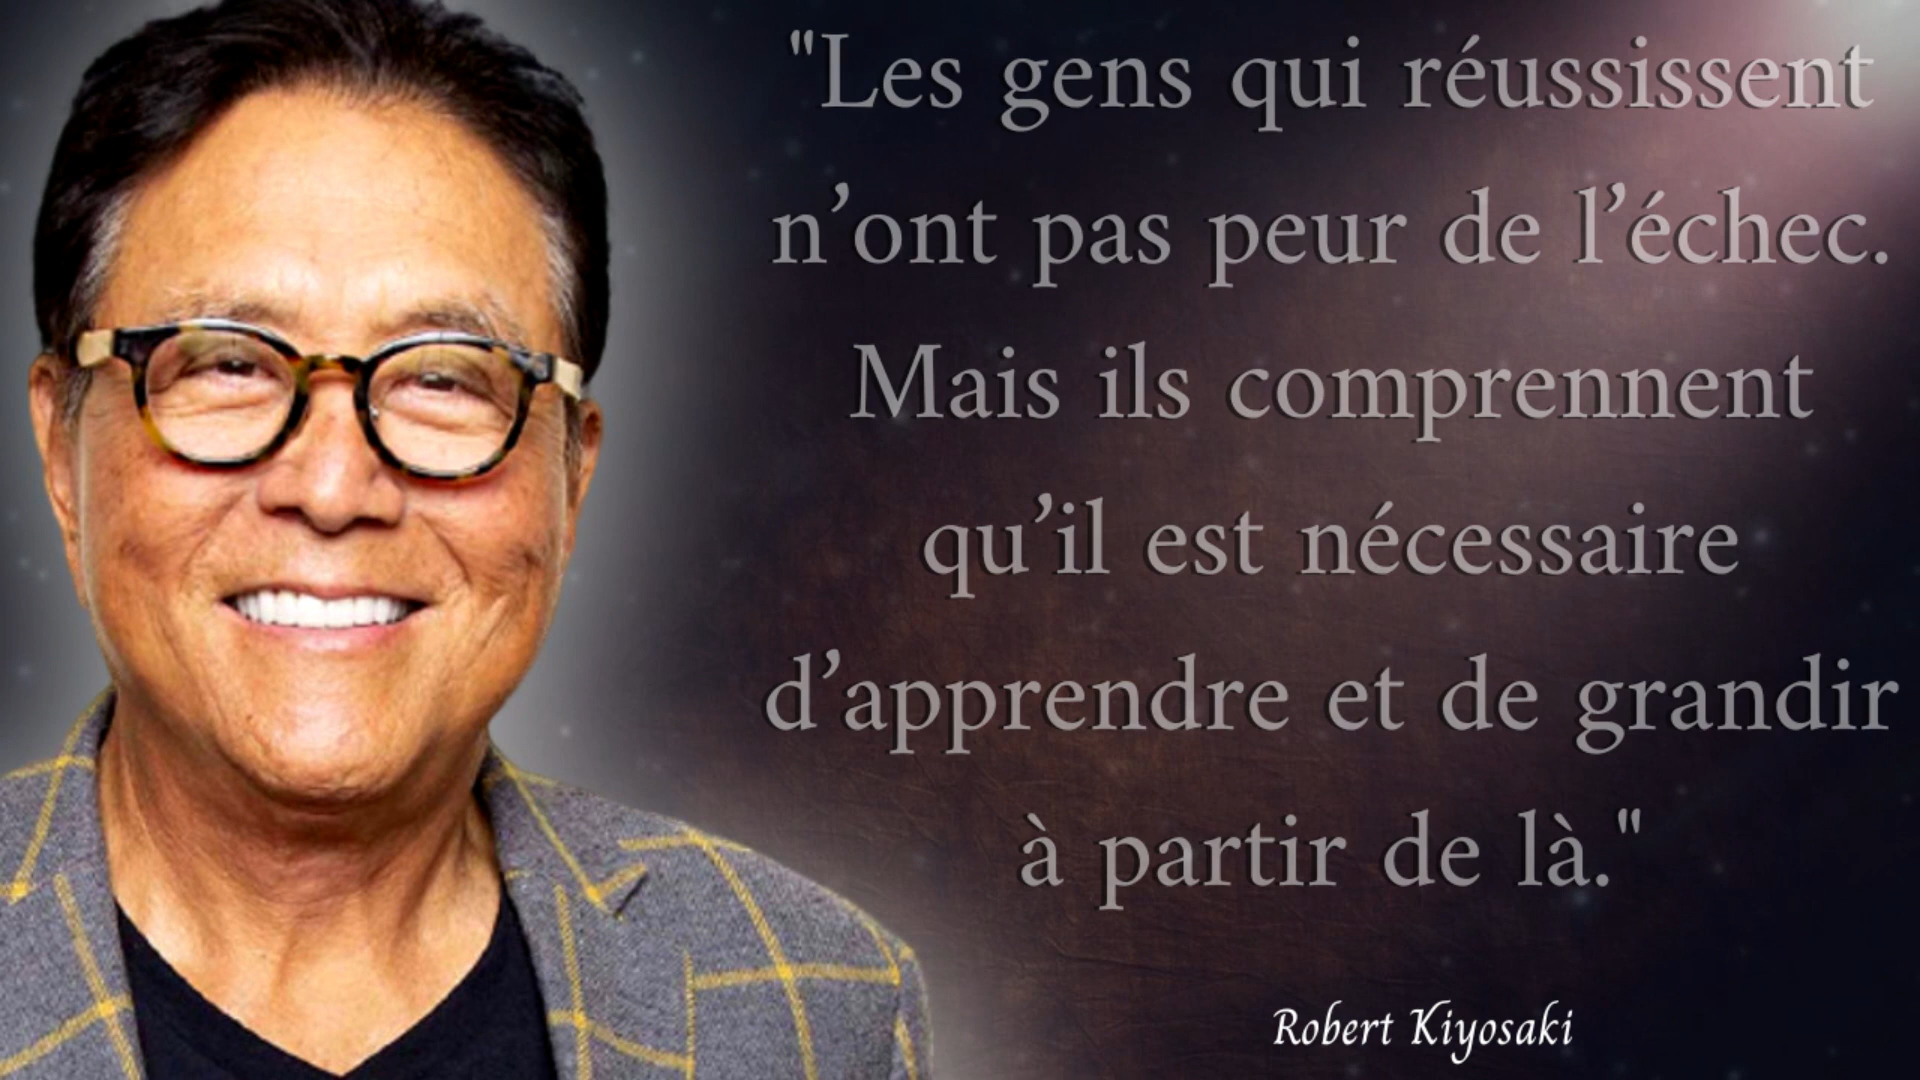 "Les gens qui réussissent
n’ont pas peur de l’échec.
Mais ils comprennent
qu’il est nécessaire
d’apprendre et de grandir
à partir de là."
Robert Kiyosaki